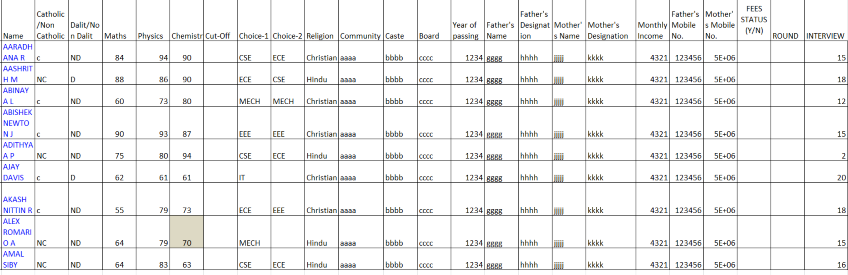 Name | Catholic/Non Catholic | Dalit/Non Dalit | Maths | Physics | Chemistr | Cut-Off | Choice-1 | Choice-2 | Religion | Community | Caste | Board | Year of passing | Father's Name | Father's Designation | Mother's Name | Mother's Designation | Monthly Income | Father's Mobile No. | Mother's Mobile No. | FEES STATUS (Y/N) | ROUND | INTERVIEW
AARADHANA R | c | ND | 84 | 94 | 90 | | CSE | ECE | Christian | aaaa | bbbb | cccc | 1234 | gggg | hhhh | jjjjj | kkkk | 4321 | 123456 | 5E+06 | | | 15
AASHRITH M | NC | D | 88 | 86 | 90 | | ECE | CSE | Hindu | aaaa | bbbb | cccc | 1234 | gggg | hhhh | jjjjj | kkkk | 4321 | 123456 | 5E+06 | | | 18
ABINAYA L | c | ND | 60 | 73 | 80 | | MECH | MECH | Christian | aaaa | bbbb | cccc | 1234 | gggg | hhhh | jjjjj | kkkk | 4321 | 123456 | 5E+06 | | | 12
ABISHEK NEWTON J | c | ND | 90 | 93 | 87 | | EEE | EEE | Christian | aaaa | bbbb | cccc | 1234 | gggg | hhhh | jjjjj | kkkk | 4321 | 123456 | 5E+06 | | | 15
ADITHYAA P | NC | ND | 75 | 80 | 94 | | CSE | ECE | Hindu | aaaa | bbbb | cccc | 1234 | gggg | hhhh | jjjjj | kkkk | 4321 | 123456 | 5E+06 | | | 2
AJAY DAVIS | c | D | 62 | 61 | 61 | | IT | | Christian | aaaa | bbbb | cccc | 1234 | gggg | hhhh | jjjjj | kkkk | 4321 | 123456 | 5E+06 | | | 20
AKASH NITTIN R | c | ND | 55 | 79 | 73 | | ECE | EEE | Christian | aaaa | bbbb | cccc | 1234 | gggg | hhhh | jjjjj | kkkk | 4321 | 123456 | 5E+06 | | | 18
ALEX ROMARIO A | NC | ND | 64 | 79 | 70 | | MECH | | Hindu | aaaa | bbbb | cccc | 1234 | gggg | hhhh | jjjjj | kkkk | 4321 | 123456 | 5E+06 | | | 15
AMAL SIBY | NC | ND | 64 | 83 | 63 | | CSE | ECE | Hindu | aaaa | bbbb | cccc | 1234 | gggg | hhhh | jjjjj | kkkk | 4321 | 123456 | 5E+06 | | | 16